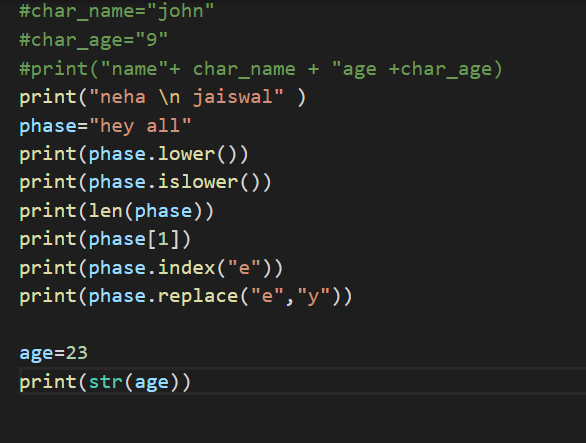 #char_name="john"
#char_age="9"
#print("name"+ char_name + "age +char_age)
print("neha \n jaiswal" )
phase="hey all"
print(phase.lower())
print(phase.islower())
print(len(phase))
print(phase[1])
print(phase.index("e"))
print(phase.replace("e","y"))
age=23
print(str(age))